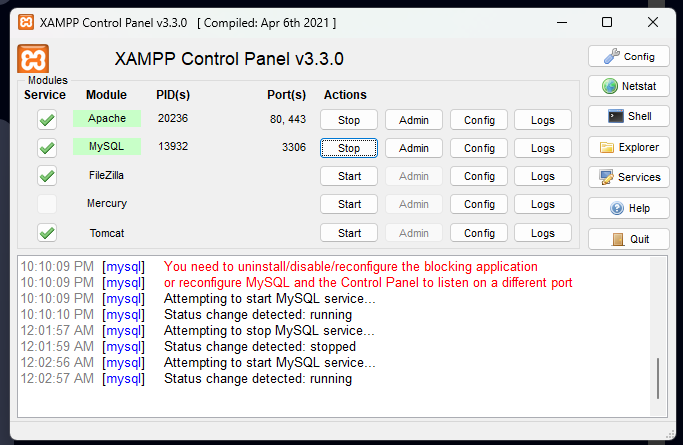 XAMPP Control Panel v3.3.0 [ Compiled: Apr 6th 2021 ]
XAMPP Control Panel v3.3.0
Config
Modules
Service Module PID(s) Port(s) Actions
Netstat
Apache 20236 80, 443 Stop Admin Config Logs
Shell
MySQL 13932 3306 Stop Admin Config Logs
Explorer
FileZilla Start Admin Config Logs
Services
Mercury Start Admin Config Logs
Help
Tomcat Start Admin Config Logs
Quit
10:10:09 PM [mysql] You need to uninstall/disable/reconfigure the blocking application
10:10:09 PM [mysql] or reconfigure MySQL and the Control Panel to listen on a different port
10:10:09 PM [mysql] Attempting to start MySQL service...
10:10:10 PM [mysql] Status change detected: running
12:01:57 AM [mysql] Attempting to stop MySQL service...
12:01:59 AM [mysql] Status change detected: stopped
12:02:56 AM [mysql] Attempting to start MySQL service...
12:02:57 AM [mysql] Status change detected: running